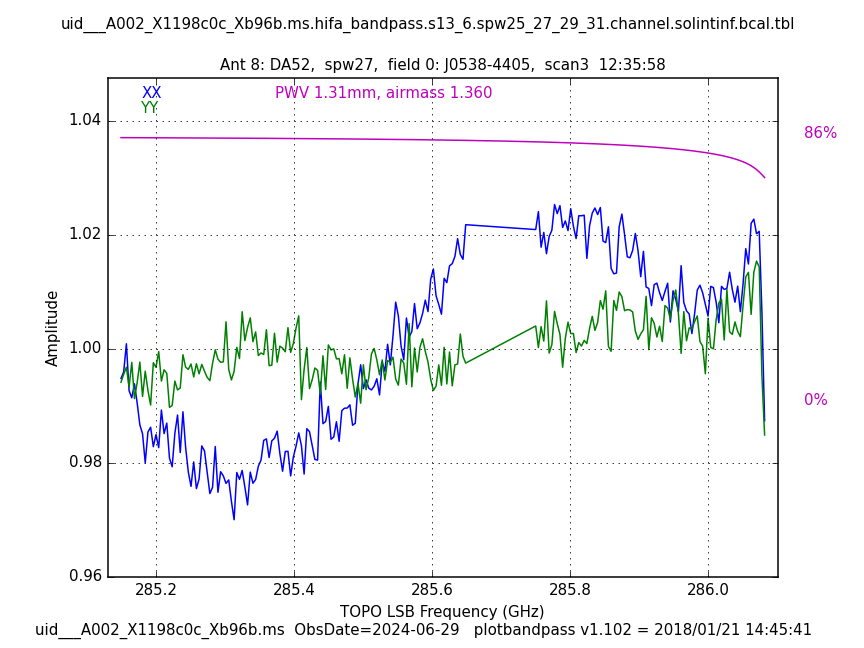 uid___A002_X1198c0c_Xb96b.ms.hifa_bandpass.s13_6.spw25_27_29_31.channel.solintinf.bcal.tbl
Ant 8: DA52, spw27, field 0: J0538-4405, scan3 12:35:58
XX
PWV 1.31mm, airmass 1.360
YY
1.04
86%
1.02
Amplitude
1.00
0%
0.98
0.96
285.2 285.4 285.6 285.8 286.0
TOPO LSB Frequency (GHz)
uid___A002_X1198c0c_Xb96b.ms ObsDate=2024-06-29 plotbandpass v1.102 = 2018/01/21 14:45:41